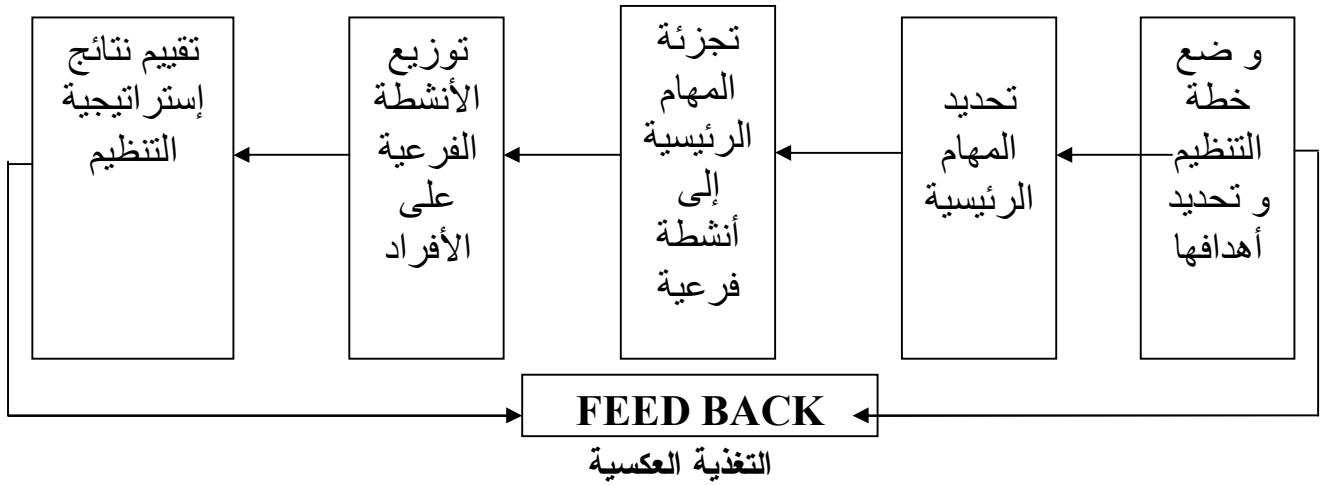 و ضع
خطة
التنظيم
و تحديد
أهدافها
تحديد
المهام
الرئيسية
تجزئة
المهام
الرئيسية
إلى
أنشطة
فرعية
توزيع
الأنشطة
الفرعية
على
الأفراد
تقييم نتائج
إستراتيجية
التنظيم
FEED BACK
التغذية العكسية